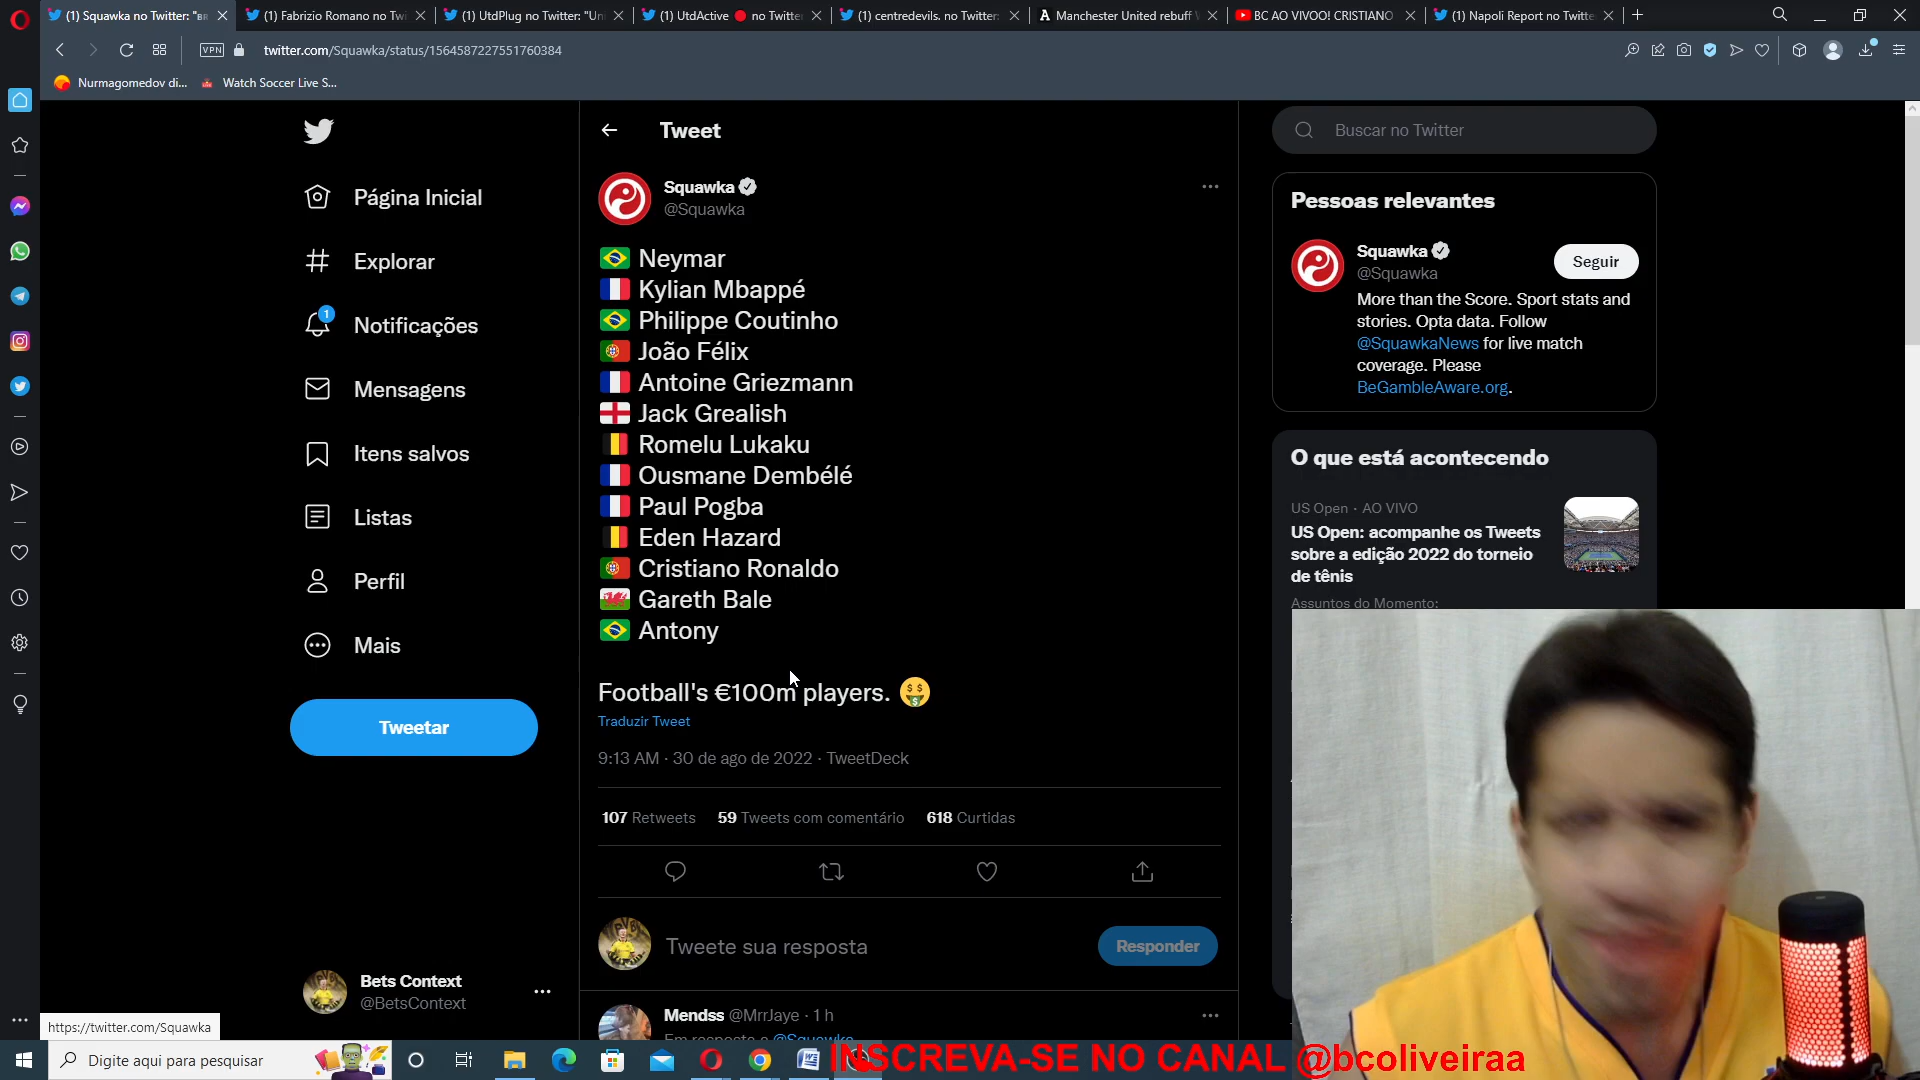 (1) Squawka no Twitter: "
(1) Fabrizio Romano no Twi
(1) UtdPlug no Twitter: "Un
(1) UtdActive 🔴 no Twitte
(1) centredevils. no Twitter:
Manchester United rebuff
BC AO VIVOO! CRISTIANO
(1) Napoli Report no Twitte
VPN
twitter.com/Squawka/status/1564587227551760384
Nurmagomedov di...
Watch Soccer Live S...
Página Inicial
Explorar
1
Notificações
Mensagens
Itens salvos
Listas
Perfil
Mais
Tweetar
Bets Context
@BetsContext
https://twitter.com/Squawka
Tweet
Squawka
@Squawka
🇧🇷 Neymar
🇫🇷 Kylian Mbappé
🇧🇷 Philippe Coutinho
🇵🇹 João Félix
🇫🇷 Antoine Griezmann
🏴󠁧󠁢󠁥󠁮󠁧󠁿 Jack Grealish
🇧🇪 Romelu Lukaku
🇫🇷 Ousmane Dembélé
🇫🇷 Paul Pogba
🇧🇪 Eden Hazard
🇵🇹 Cristiano Ronaldo
🏴󠁧󠁢󠁷󠁬󠁳󠁿 Gareth Bale
🇧🇷 Antony
Football's €100m players. 🤑
Traduzir Tweet
9:13 AM · 30 de ago de 2022 · TweetDeck
107 Retweets 59 Tweets com comentário 618 Curtidas
Tweete sua resposta
Responder
Mendss @MrrJaye · 1 h
Em resposta a @Squawka
Buscar no Twitter
Pessoas relevantes
Squawka
@Squawka
Seguir
More than the Score. Sport stats and
stories. Opta data. Follow
@SquawkaNews for live match
coverage. Please
BeGambleAware.org.
O que está acontecendo
US Open · AO VIVO
US Open: acompanhe os Tweets
sobre a edição 2022 do torneio
de tênis
Assuntos do Momento:
Digite aqui para pesquisar
INSCREVA-SE NO CANAL @bcoliveiraa